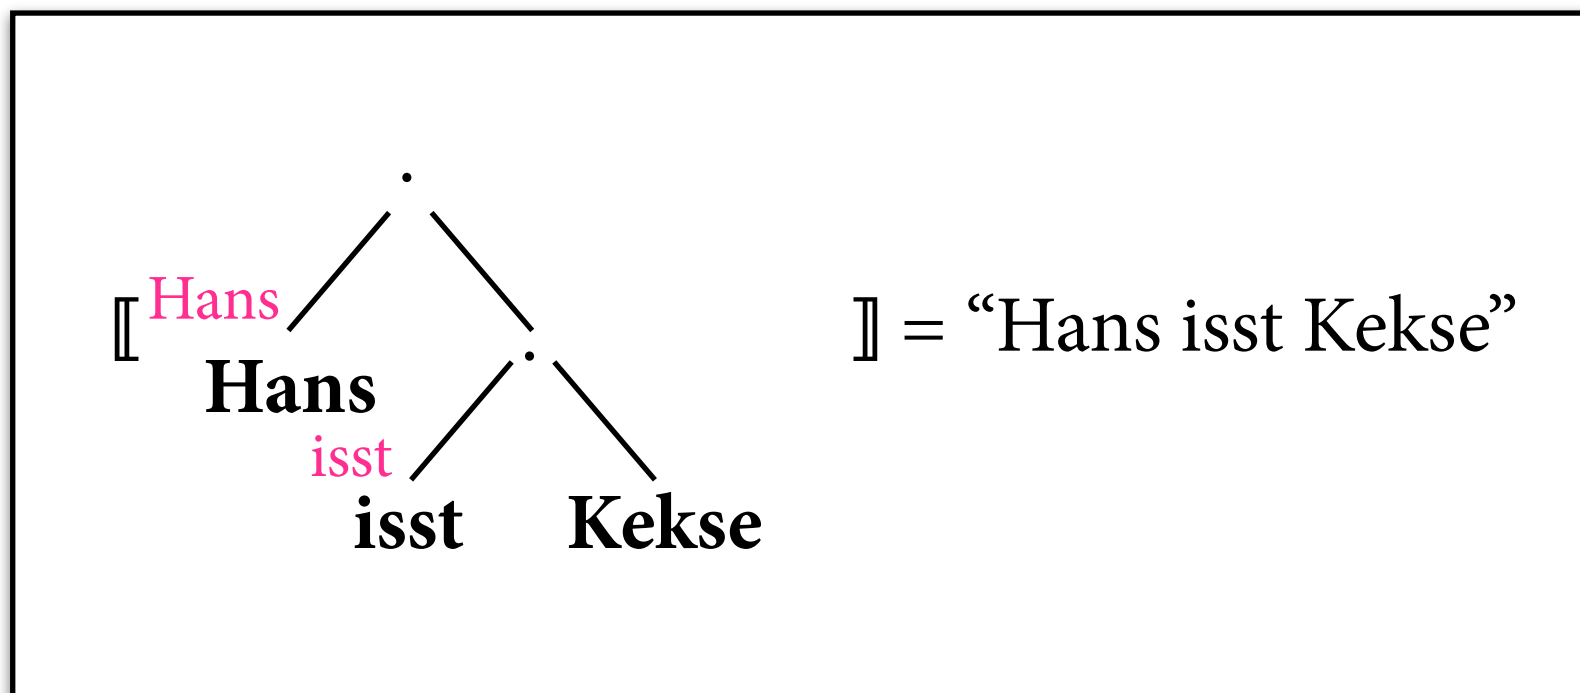 .
⟦ Hans ⟧ = “Hans isst Kekse”
Hans
.
isst
isst Kekse